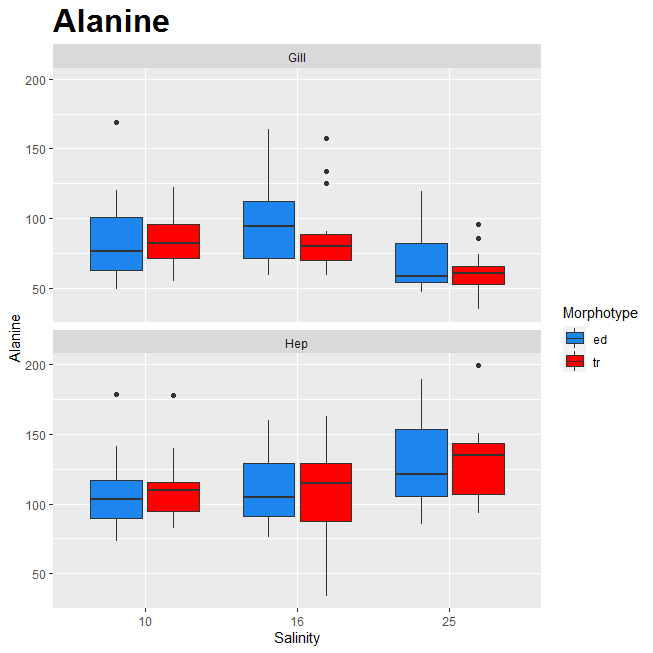 Alanine
Gill
200
150
100
50
Hep
200
150
100
50
Alanine
10 16 25
Salinity
Morphotype
ed
tr